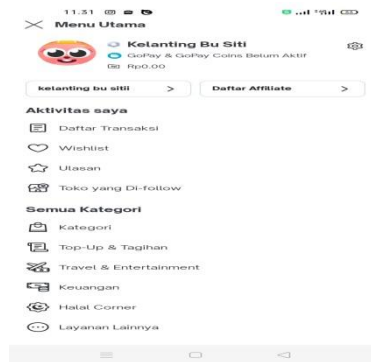 11.31
Menu Utama
Kelanting Bu Siti
GoPay & GoPay Coins Belum Aktif
Rp0.00
kelanting bu sitii >
Daftar Affiliate >
Aktivitas saya
Daftar Transaksi
Wishlist
Ulasan
Toko yang Di-follow
Semua Kategori
Kategori
Top-Up & Tagihan
Travel & Entertainment
Keuangan
Halal Corner
Layanan Lainnya